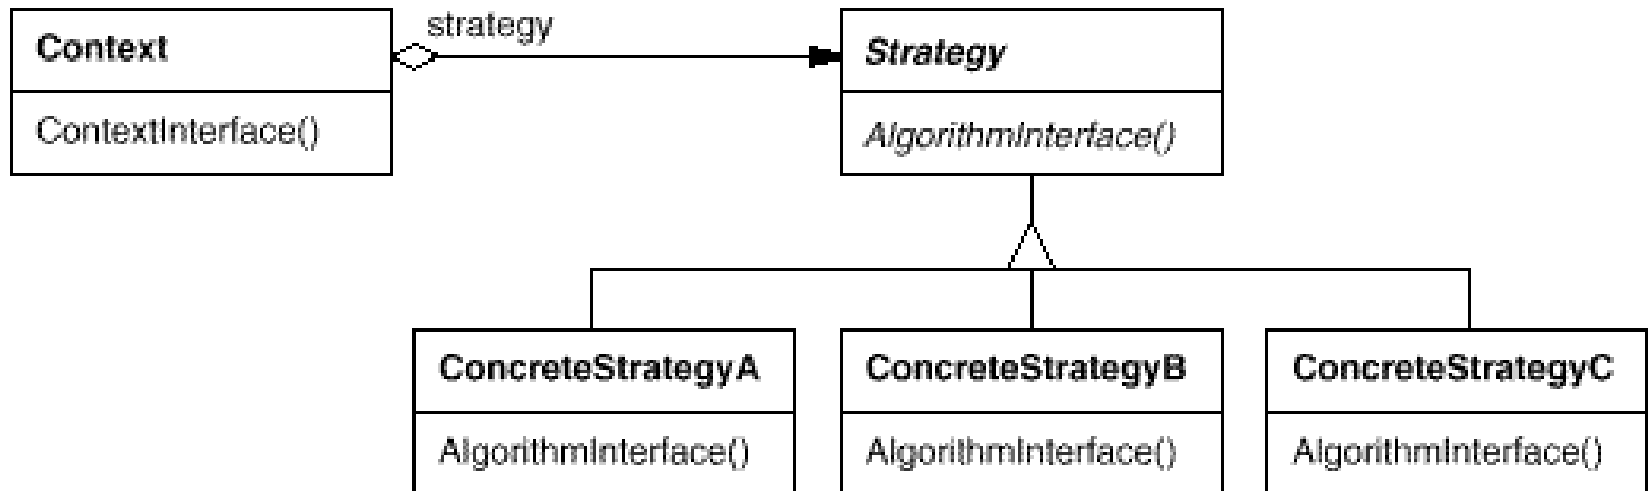 Context
strategy
Strategy
ContextInterface()
AlgorithmInterface()
ConcreteStrategyA
ConcreteStrategyB
ConcreteStrategyC
AlgorithmInterface()
AlgorithmInterface()
AlgorithmInterface()